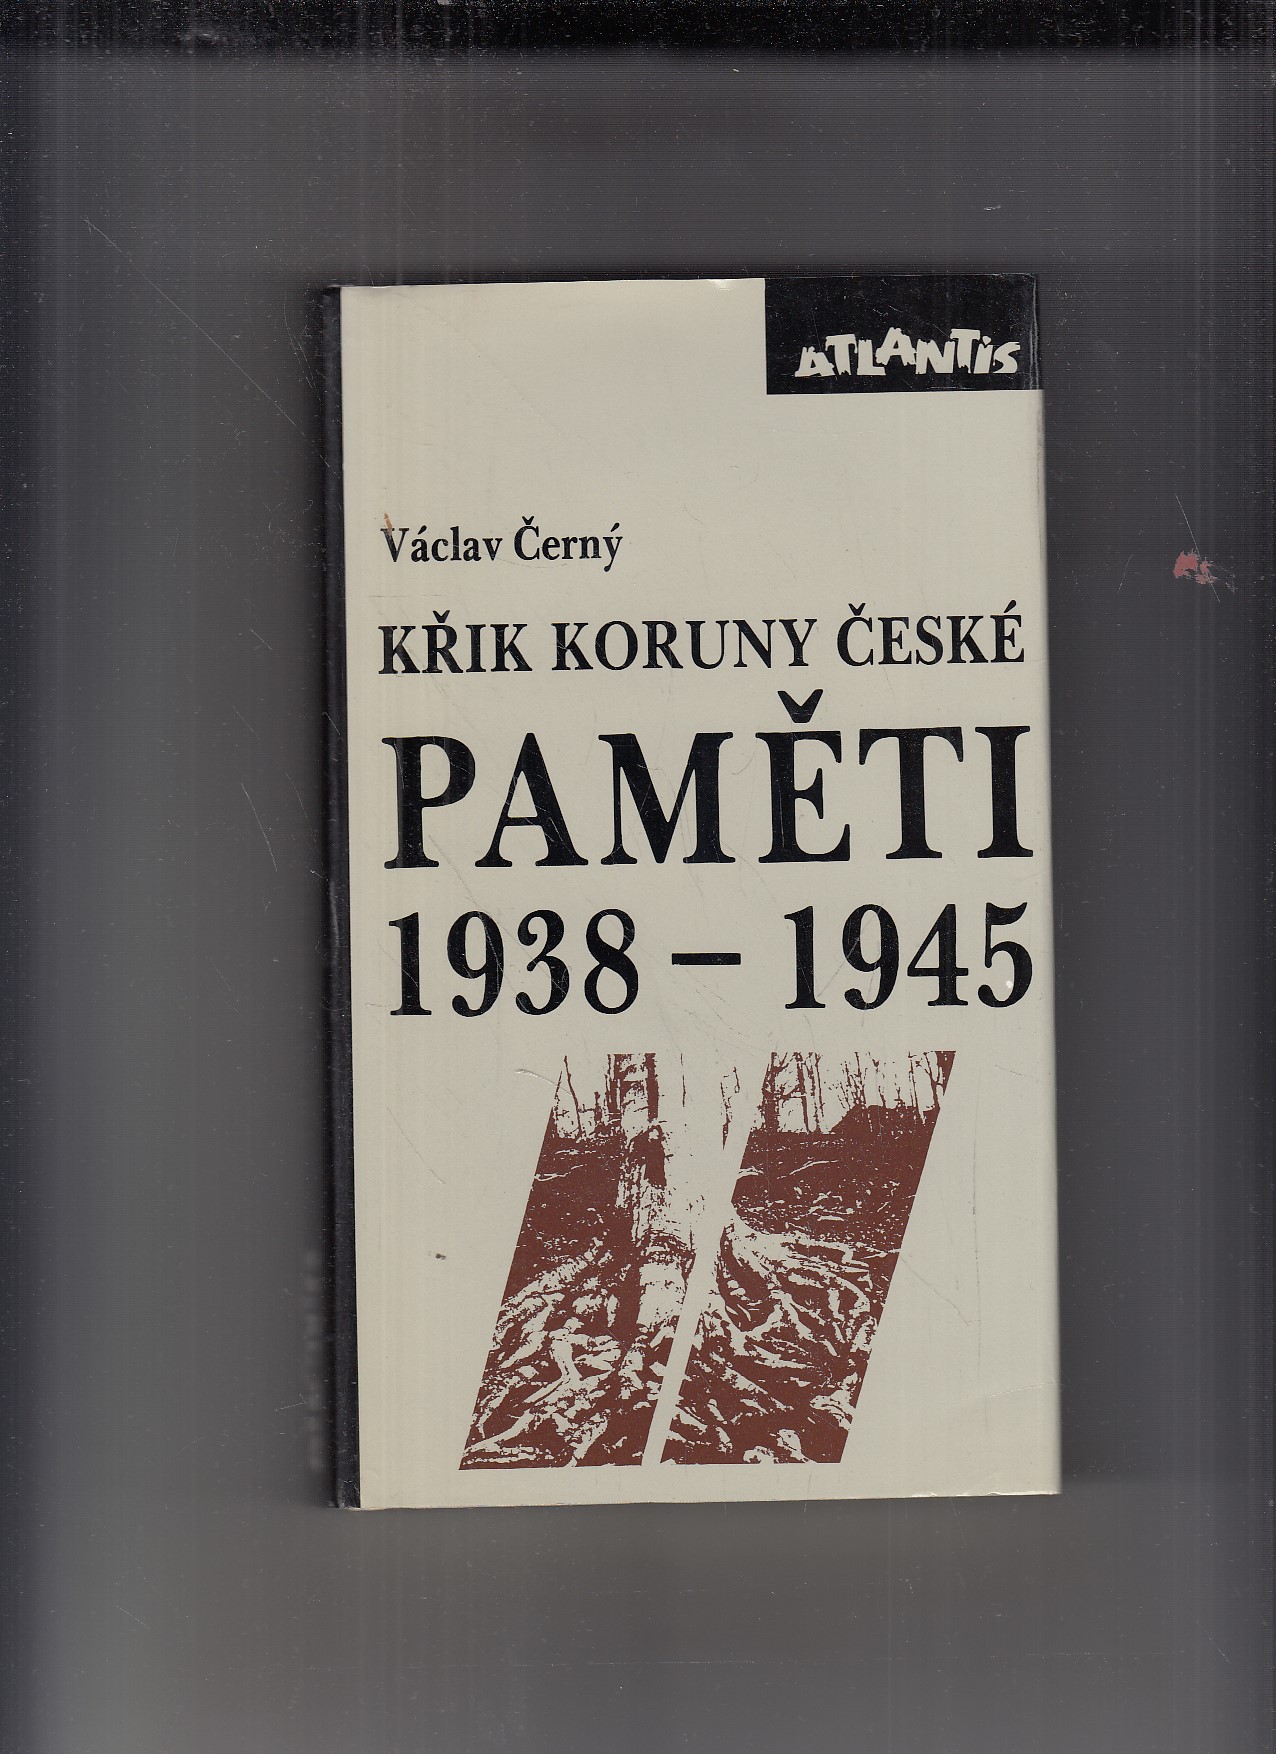 ATLANTIS
Václav Černý
KŘIK KORUNY ČESKÉ
PAMĚTI
1938 – 1945